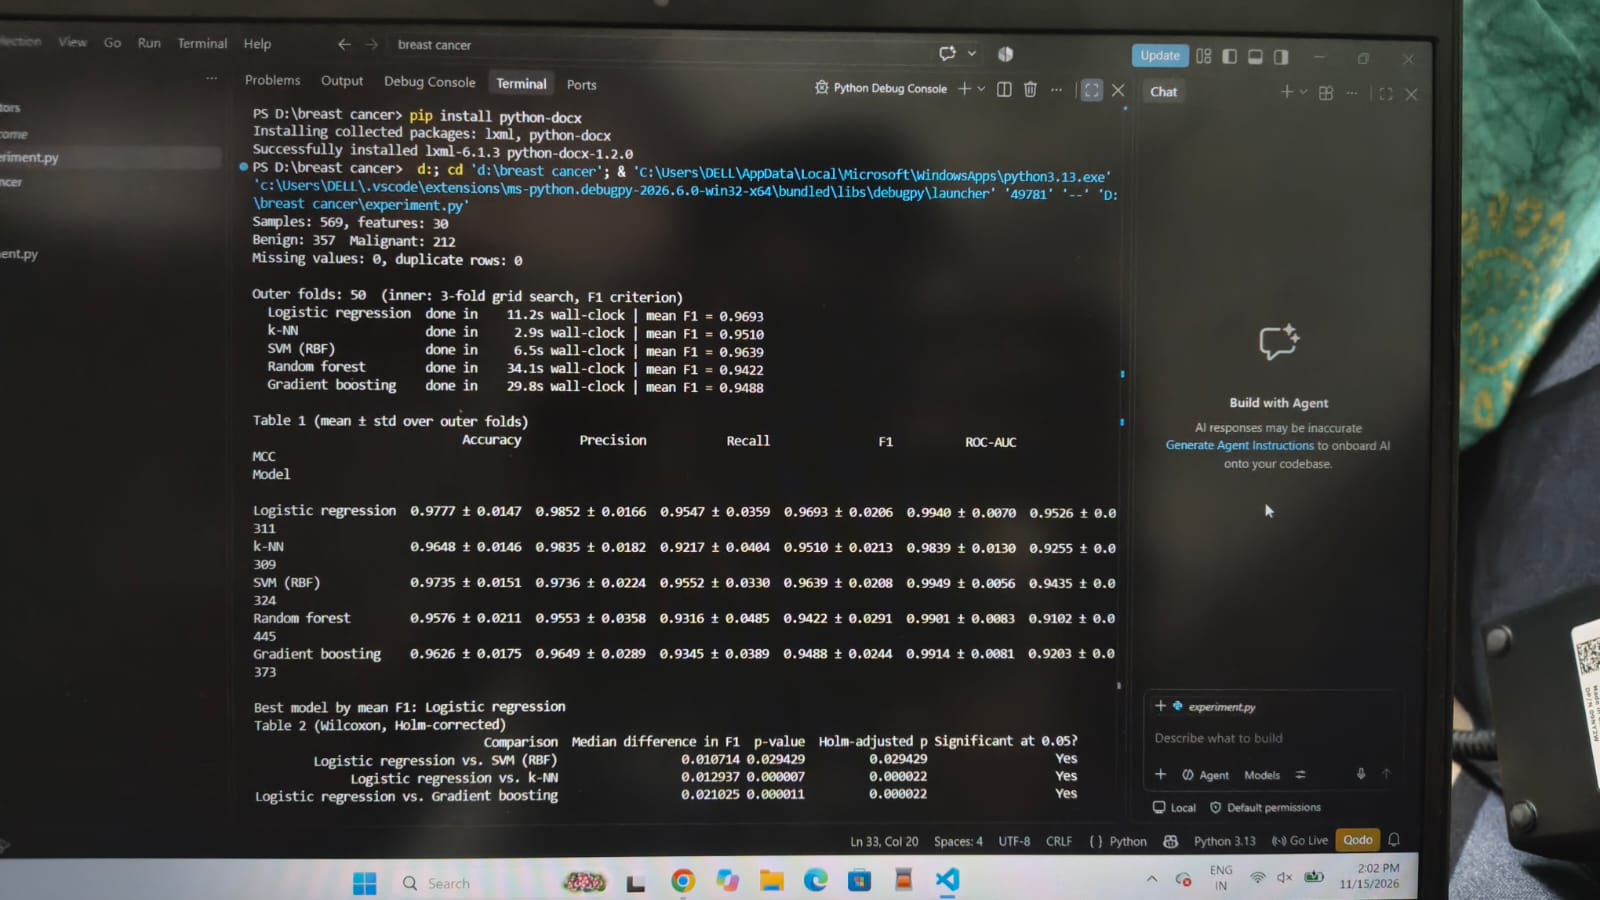 View Go Run Terminal Help
breast cancer
Update
Problems Output Debug Console Terminal Ports
Python Debug Console
Chat
PS D:\breast cancer> pip install python-docx
Installing collected packages: lxml, python-docx
Successfully installed lxml-6.1.3 python-docx-1.2.0
PS D:\breast cancer> d:; cd 'd:\breast cancer'; & 'C:\Users\DELL\AppData\Local\Microsoft\WindowsApps\python3.13.exe'
'c:\Users\DELL\.vscode\extensions\ms-python.debugpy-2026.6.0-win32-x64\bundled\libs\debugpy\launcher' '49781' '--' 'D:
\breast cancer\experiment.py'
Samples: 569, features: 30
Benign: 357 Malignant: 212
Missing values: 0, duplicate rows: 0
Outer folds: 50 (inner: 3-fold grid search, F1 criterion)
Logistic regression done in 11.2s wall-clock | mean F1 = 0.9693
k-NN done in 2.9s wall-clock | mean F1 = 0.9510
SVM (RBF) done in 6.5s wall-clock | mean F1 = 0.9639
Random forest done in 34.1s wall-clock | mean F1 = 0.9422
Gradient boosting done in 29.8s wall-clock | mean F1 = 0.9488
Table 1 (mean ± std over outer folds)
Accuracy Precision Recall F1 ROC-AUC
MCC
Model
Logistic regression 0.9777 ± 0.0147 0.9852 ± 0.0166 0.9547 ± 0.0359 0.9693 ± 0.0206 0.9940 ± 0.0070 0.9526 ± 0.0
311
k-NN 0.9648 ± 0.0146 0.9835 ± 0.0182 0.9217 ± 0.0404 0.9510 ± 0.0213 0.9839 ± 0.0130 0.9255 ± 0.0
309
SVM (RBF) 0.9735 ± 0.0151 0.9736 ± 0.0224 0.9552 ± 0.0330 0.9639 ± 0.0208 0.9949 ± 0.0056 0.9435 ± 0.0
324
Random forest 0.9576 ± 0.0211 0.9553 ± 0.0358 0.9316 ± 0.0485 0.9422 ± 0.0291 0.9901 ± 0.0083 0.9102 ± 0.0
445
Gradient boosting 0.9626 ± 0.0175 0.9649 ± 0.0289 0.9345 ± 0.0389 0.9488 ± 0.0244 0.9914 ± 0.0081 0.9203 ± 0.0
373
Best model by mean F1: Logistic regression
Table 2 (Wilcoxon, Holm-corrected)
Comparison Median difference in F1 p-value Holm-adjusted p Significant at 0.05?
Logistic regression vs. SVM (RBF) 0.010714 0.029429 0.029429 Yes
Logistic regression vs. k-NN 0.012937 0.000007 0.000022 Yes
Logistic regression vs. Gradient boosting 0.021025 0.000011 0.000022 Yes
Build with Agent
AI responses may be inaccurate
Generate Agent Instructions to onboard AI
onto your codebase.
experiment.py
Describe what to build
Agent Models
Local Default permissions
Ln 33, Col 20 Spaces: 4 UTF-8 CRLF { } Python Python 3.13 Go Live Qodo
Search
ENG
IN
2:02 PM
11/15/2026